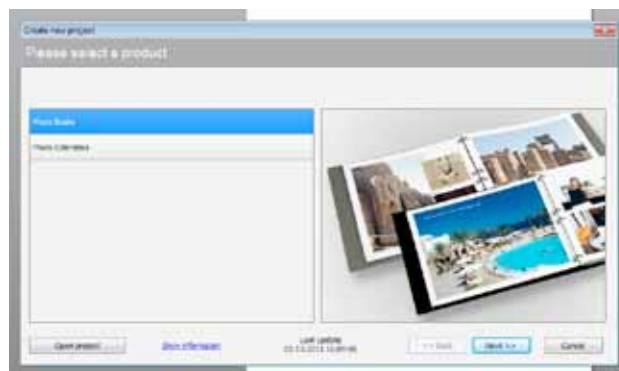 Create new project
Please select a product
Photo Books
Photo Calendars
Open project
Show information
Last update
<< Back
Next >>
Cancel